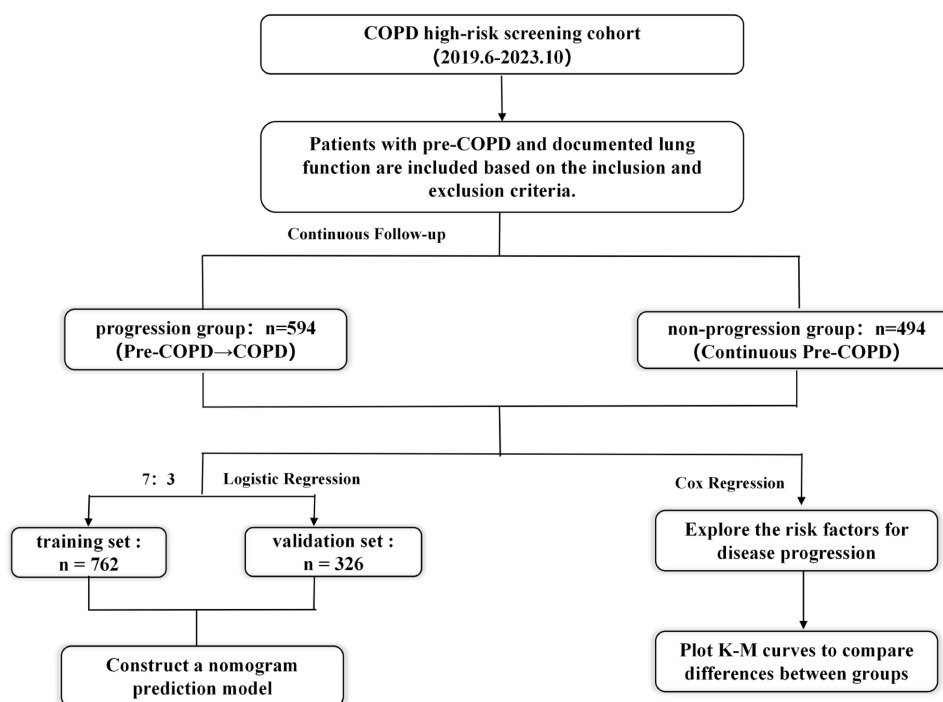 COPD high-risk screening cohort
（2019.6-2023.10）
Patients with pre-COPD and documented lung
function are included based on the inclusion and
exclusion criteria.
Continuous Follow-up
progression group：n=594
（Pre-COPD→COPD）
non-progression group：n=494
（Continuous Pre-COPD）
7：3
Logistic Regression
Cox Regression
training set :
n = 762
validation set :
n = 326
Explore the risk factors for
disease progression
Construct a nomogram
prediction model
Plot K-M curves to compare
differences between groups